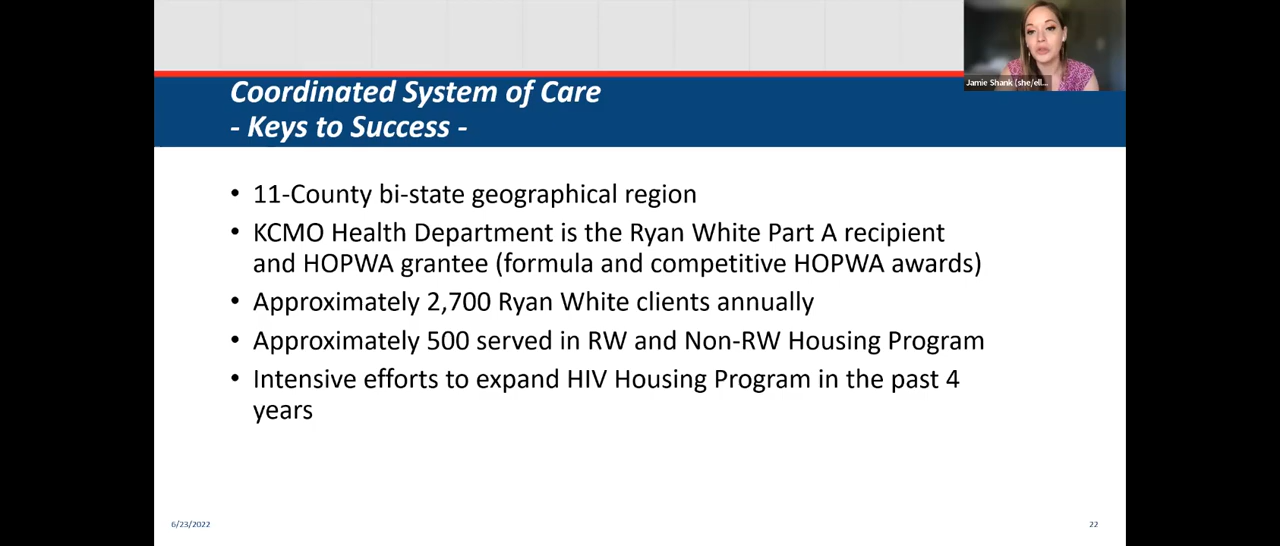 Jamie Shank (she/ell...
Coordinated System of Care
- Keys to Success -
• 11-County bi-state geographical region
• KCMO Health Department is the Ryan White Part A recipient
and HOPWA grantee (formula and competitive HOPWA awards)
• Approximately 2,700 Ryan White clients annually
• Approximately 500 served in RW and Non-RW Housing Program
• Intensive efforts to expand HIV Housing Program in the past 4
years
6/23/2022
22